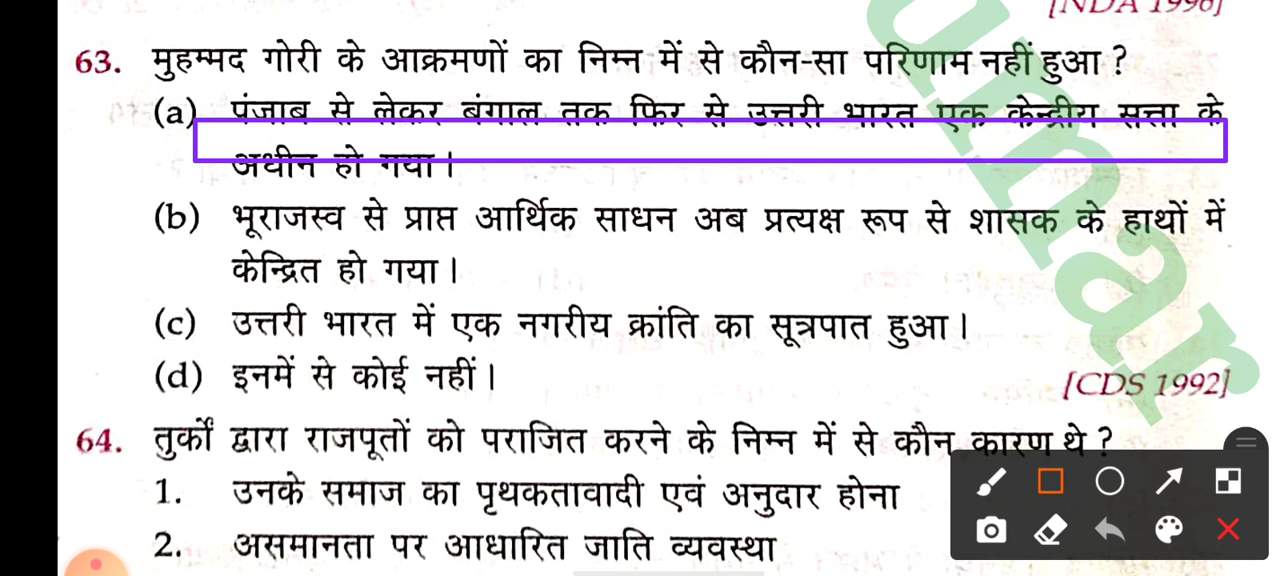 [NDA 1996]
63. मुहम्मद गोरी के आक्रमणों का निम्न में से कौन-सा परिणाम नहीं हुआ ?
(a) पंजाब से लेकर बंगाल तक फिर से उत्तरी भारत एक केन्द्रीय सत्ता के
अधीन हो गया।
(b) भूराजस्व से प्राप्त आर्थिक साधन अब प्रत्यक्ष रूप से शासक के हाथों में
केन्द्रित हो गया।
(c) उत्तरी भारत में एक नगरीय क्रांति का सूत्रपात हुआ।
(d) इनमें से कोई नहीं।
[CDS 1992]
64. तुर्कों द्वारा राजपूतों को पराजित करने के निम्न में से कौन कारण थे ?
1. उनके समाज का पृथकतावादी एवं अनुदार होना
2. असमानता पर आधारित जाति व्यवस्था